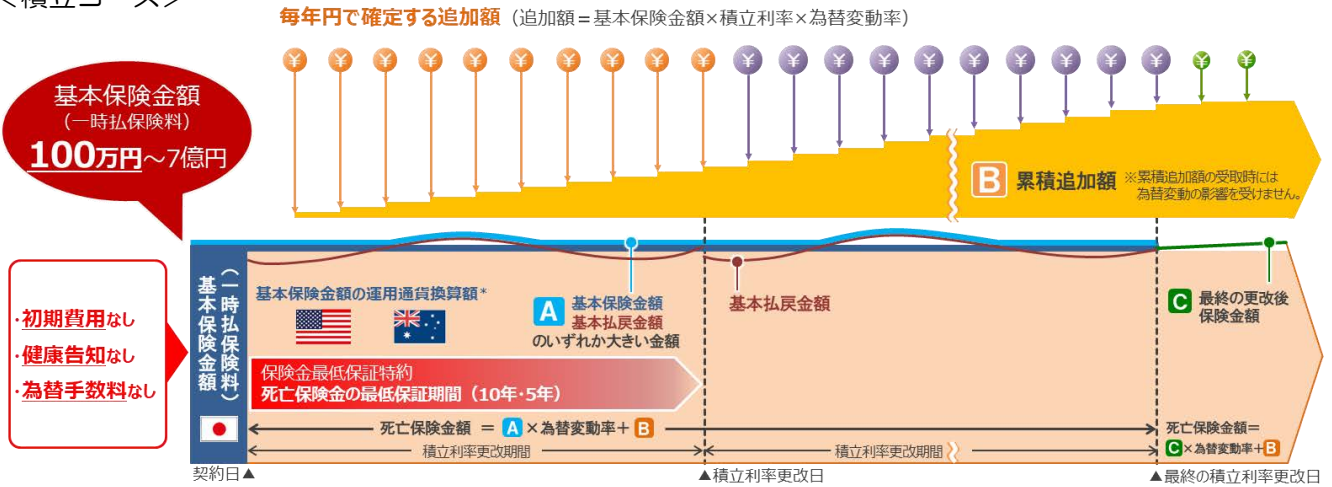 ＜積立コース＞
毎年円で確定する追加額（追加額＝基本保険金額×積立利率×為替変動率）
¥ ¥ ¥ ¥ ¥ ¥ ¥ ¥ ¥ ¥ ¥ ¥ ¥ ¥ ¥ ¥ ¥ ¥ ¥ ¥ ¥ ¥
基本保険金額
（一時払保険料）
100万円～7億円
B 累積追加額 ※累積追加額の受取時には
為替変動の影響を受けません。
・初期費用なし
・健康告知なし
・為替手数料なし
基本保険金額
（一時払保険料）
基本保険金額の運用通貨換算額*
A 基本保険金額
基本払戻金額
のいずれか大きい金額
基本払戻金額
C 最終の更改後
保険金額
保険金最低保証特約
死亡保険金の最低保証期間（10年・5年）
死亡保険金額 ＝ A×為替変動率＋B
死亡保険金額＝
C×為替変動率＋B
積立利率更改期間
積立利率更改期間
契約日▲
▲積立利率更改日
▲最終の積立利率更改日